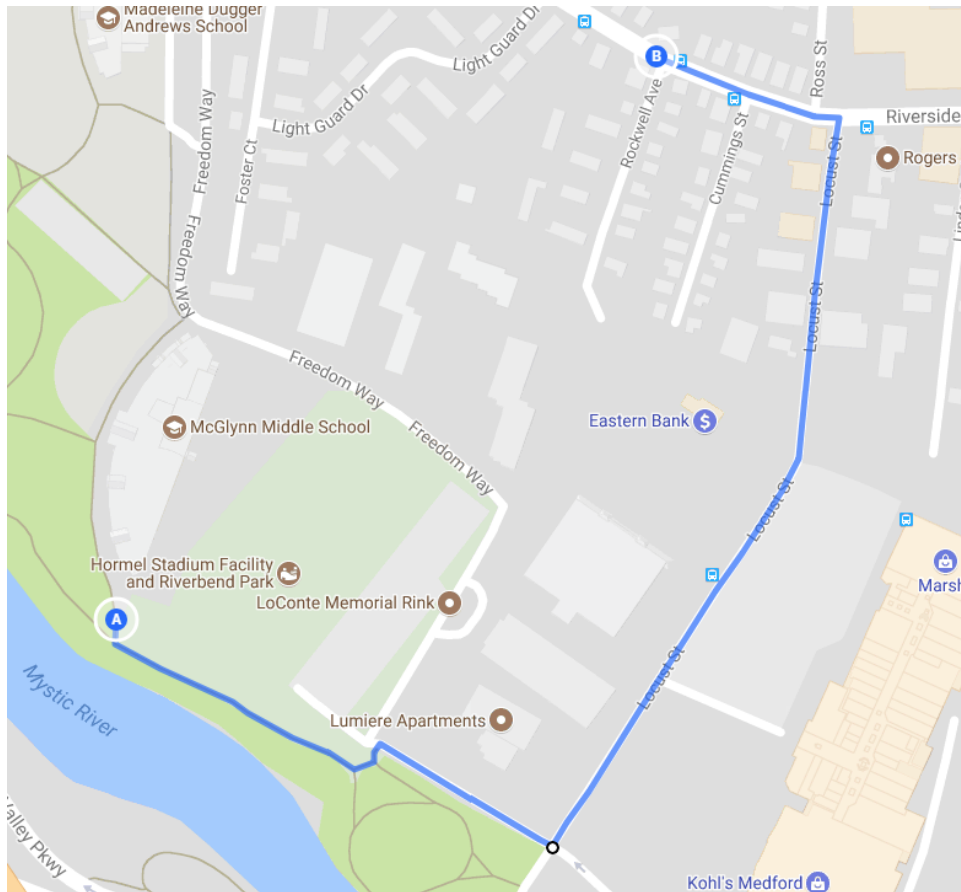 Madeleine Dugger
Andrews School
Freedom Way
Foster Ct
Light Guard Dr
Light Guard Dr
B
Rockwell Ave
Cummings St
Ross St
Riverside
Locust St
Rogers
Freedom Way
Locust St
Freedom Way
McGlynn Middle School
Freedom Way
Eastern Bank
$
Locust St
Hormel Stadium Facility
and Riverbend Park
LoConte Memorial Rink
Marsh
A
Mystic River
Locust St
Lumiere Apartments
Valley Pkwy
Kohl's Medford